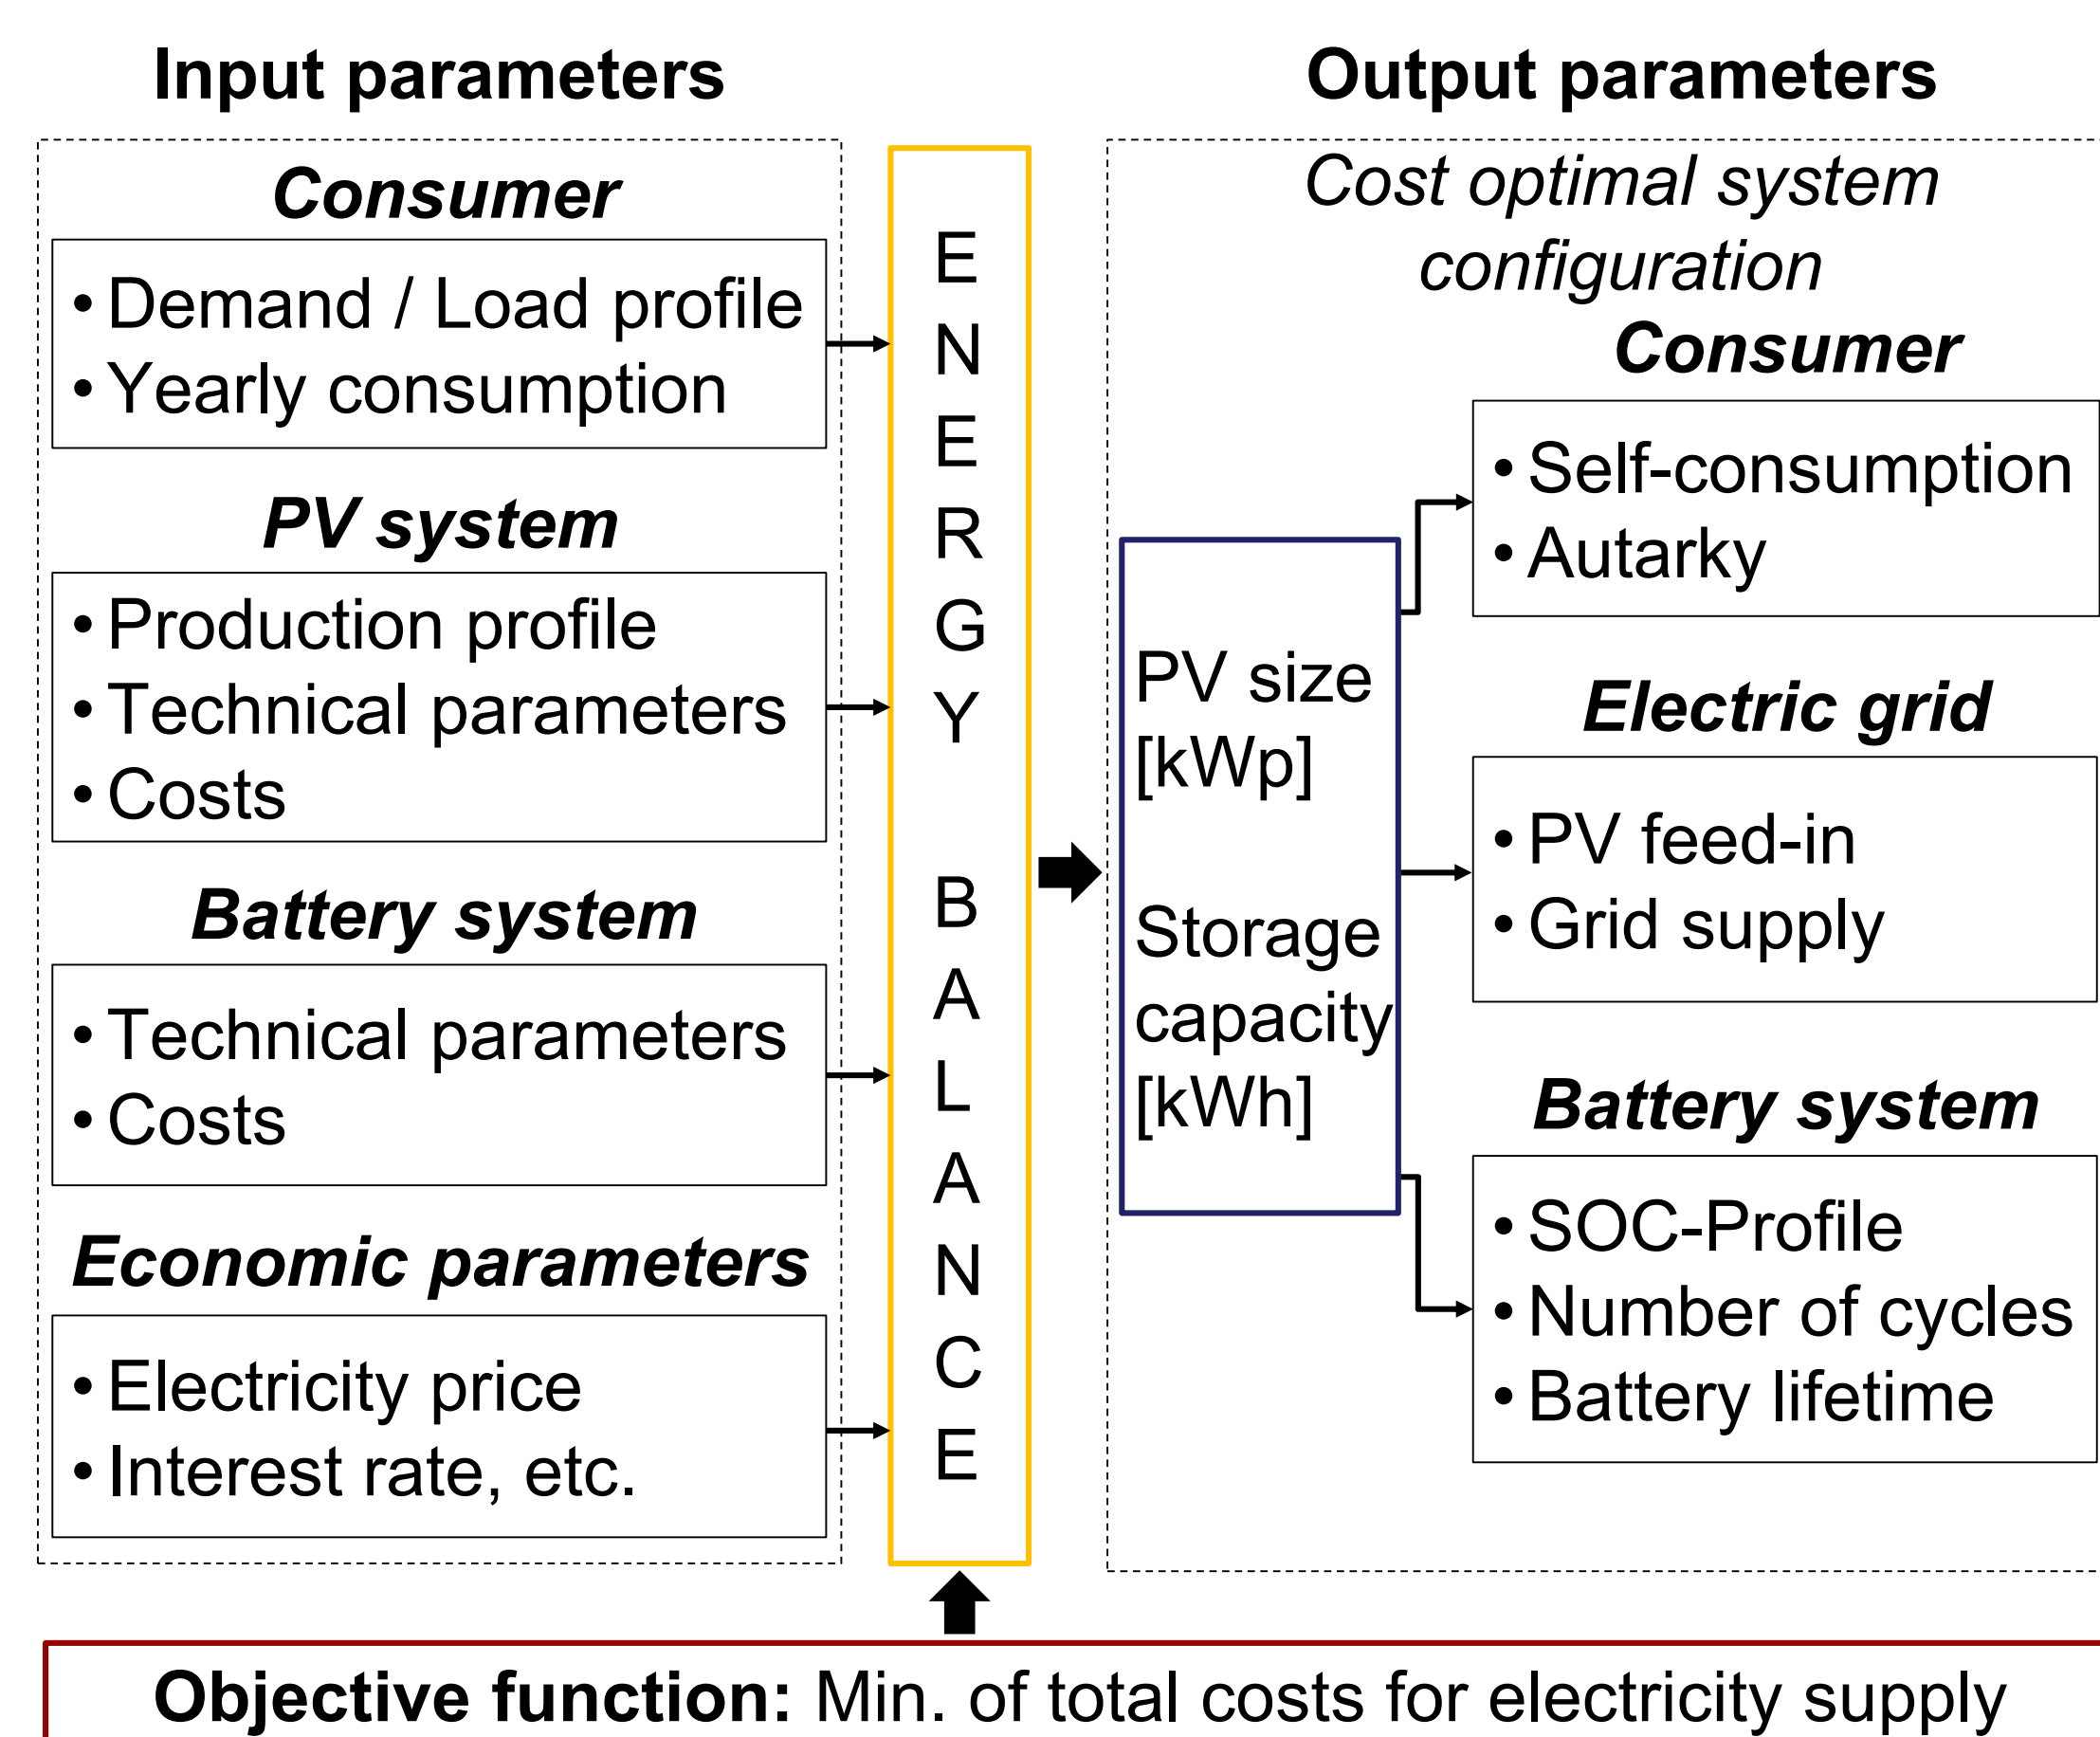 Input parameters
Consumer
• Demand / Load profile
• Yearly consumption
PV system
• Production profile
• Technical parameters
• Costs
Battery system
• Technical parameters
• Costs
Economic parameters
• Electricity price
• Interest rate, etc.
E
N
E
R
G
Y
B
A
L
A
N
C
E
Output parameters
Cost optimal system
configuration
PV size
[kWp]
Storage
capacity
[kWh]
Consumer
• Self-consumption
• Autarky
Electric grid
• PV feed-in
• Grid supply
Battery system
• SOC-Profile
• Number of cycles
• Battery lifetime
Objective function: Min. of total costs for electricity supply